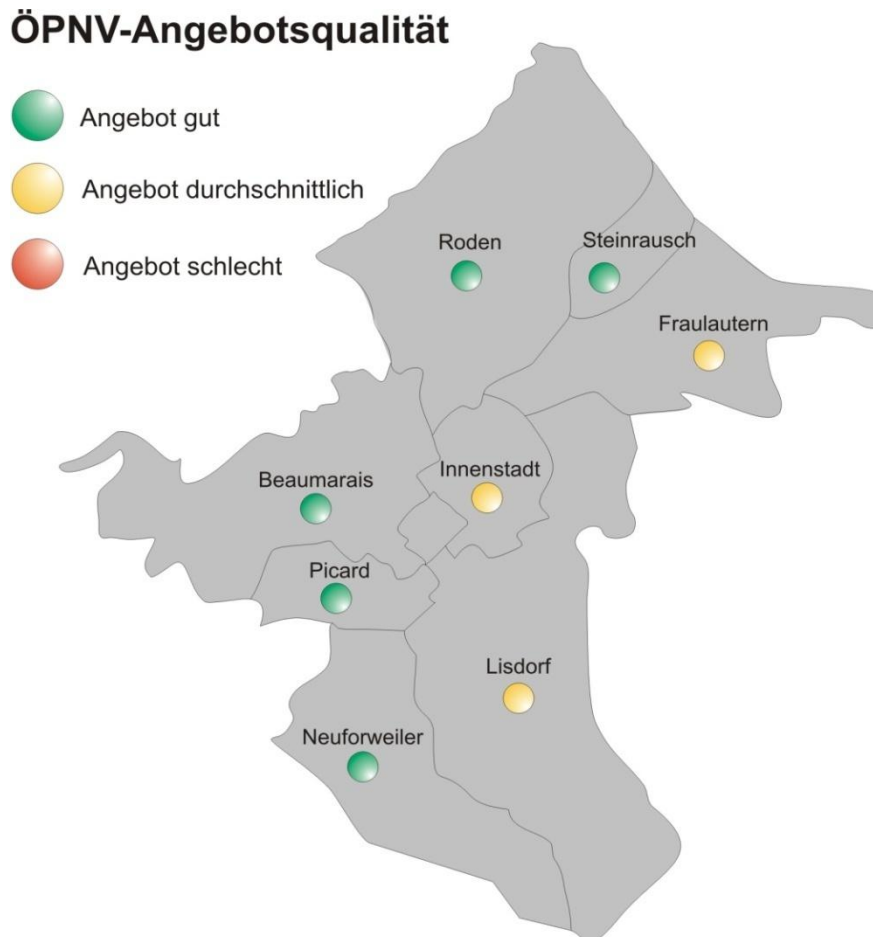 ÖPNV-Angebotsqualität
Angebot gut
Angebot durchschnittlich
Angebot schlecht
Roden
Steinrausch
Fraulautern
Innenstadt
Beaumarais
Picard
Lisdorf
Neuforweiler